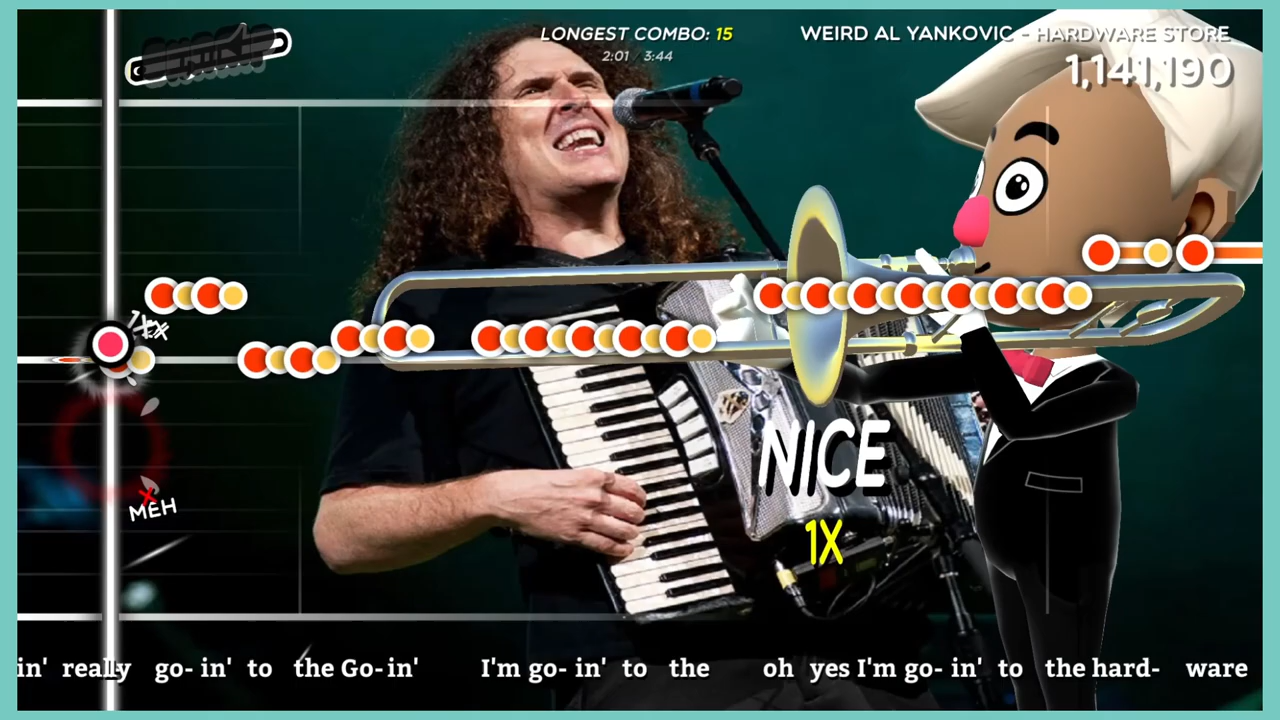 LONGEST COMBO: 15
2:01 / 3:44
WEIRD AL YANKOVIC - HARDWARE STORE
1,141,190
NICE
1X
MEH
in' really go- in' to the Go- in' I'm go- in' to the oh yes I'm go- in' to the hard- ware